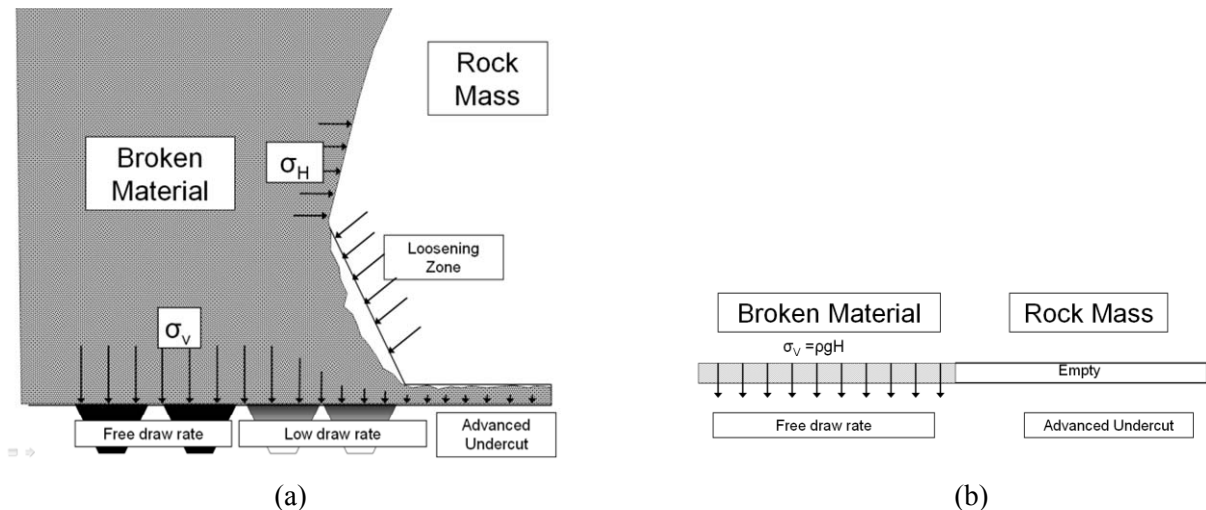 Rock
Mass
Broken
Material
σH
Loosening
Zone
σv
Free draw rate
Low draw rate
Advanced
Undercut
(a)
Broken Material
Rock Mass
σV =ρgH
Empty
Free draw rate
Advanced Undercut
(b)